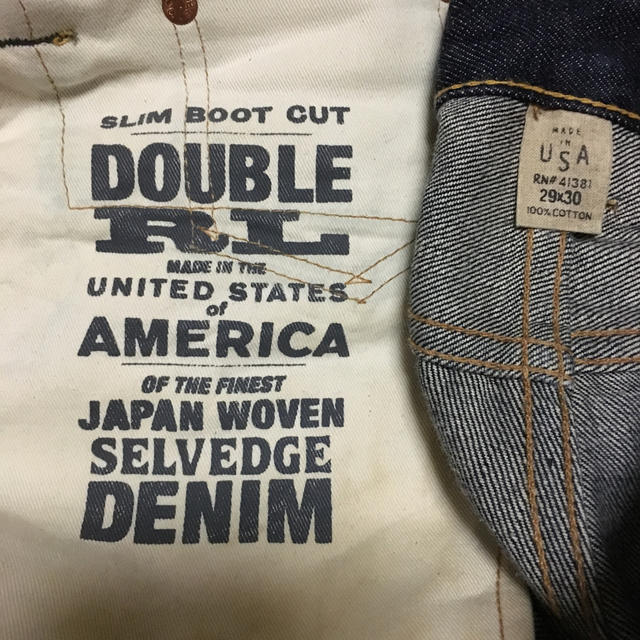 SLIM BOOT CUT
DOUBLE
RL
MADE IN THE
UNITED STATES
of
AMERICA
OF THE FINEST
JAPAN WOVEN
SELVEDGE
DENIM
MADE
IN
USA
RN# 41381
29x30
100% COTTON